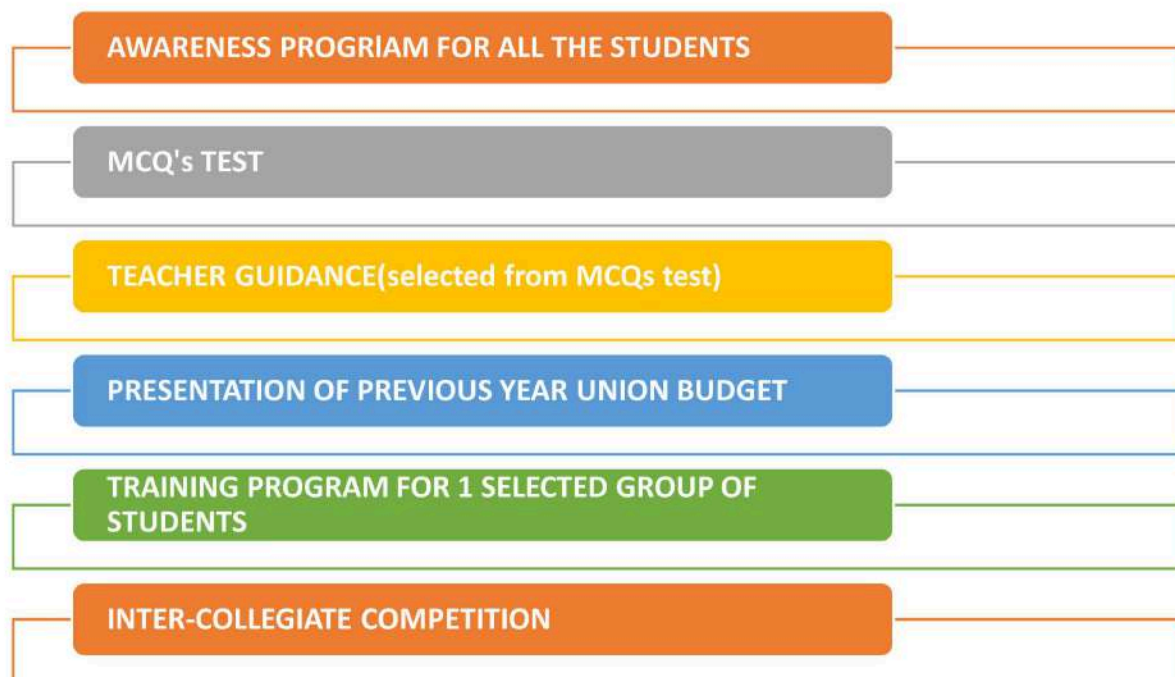 AWARENESS PROGRIAM FOR ALL THE STUDENTS
MCQ's TEST
TEACHER GUIDANCE(selected from MCQs test)
PRESENTATION OF PREVIOUS YEAR UNION BUDGET
TRAINING PROGRAM FOR 1 SELECTED GROUP OF
STUDENTS
INTER-COLLEGIATE COMPETITION